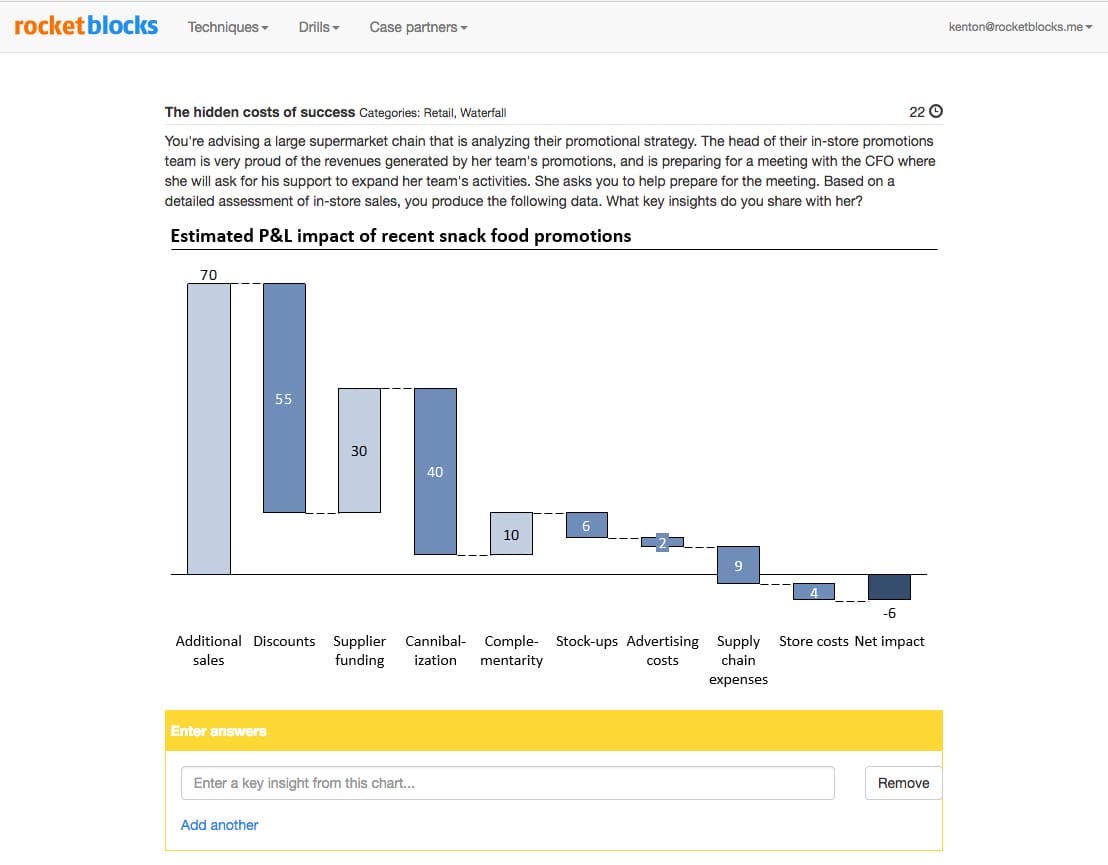 rocketblocks Techniques Drills Case partners kenton@rocketblocks.me
The hidden costs of success Categories: Retail, Waterfall 22
You're advising a large supermarket chain that is analyzing their promotional strategy. The head of their in-store promotions
team is very proud of the revenues generated by her team's promotions, and is preparing for a meeting with the CFO where
she will ask for his support to expand her team's activities. She asks you to help prepare for the meeting. Based on a
detailed assessment of in-store sales, you produce the following data. What key insights do you share with her?
Estimated P&L impact of recent snack food promotions
70
55
30
40
10
6
2
9
4
-6
Additional Discounts Supplier Cannibal- Comple- Stock-ups Advertising Supply Store costs Net impact
sales funding ization mentarity costs chain
expenses
Enter answers
Enter a key insight from this chart... Remove
Add another